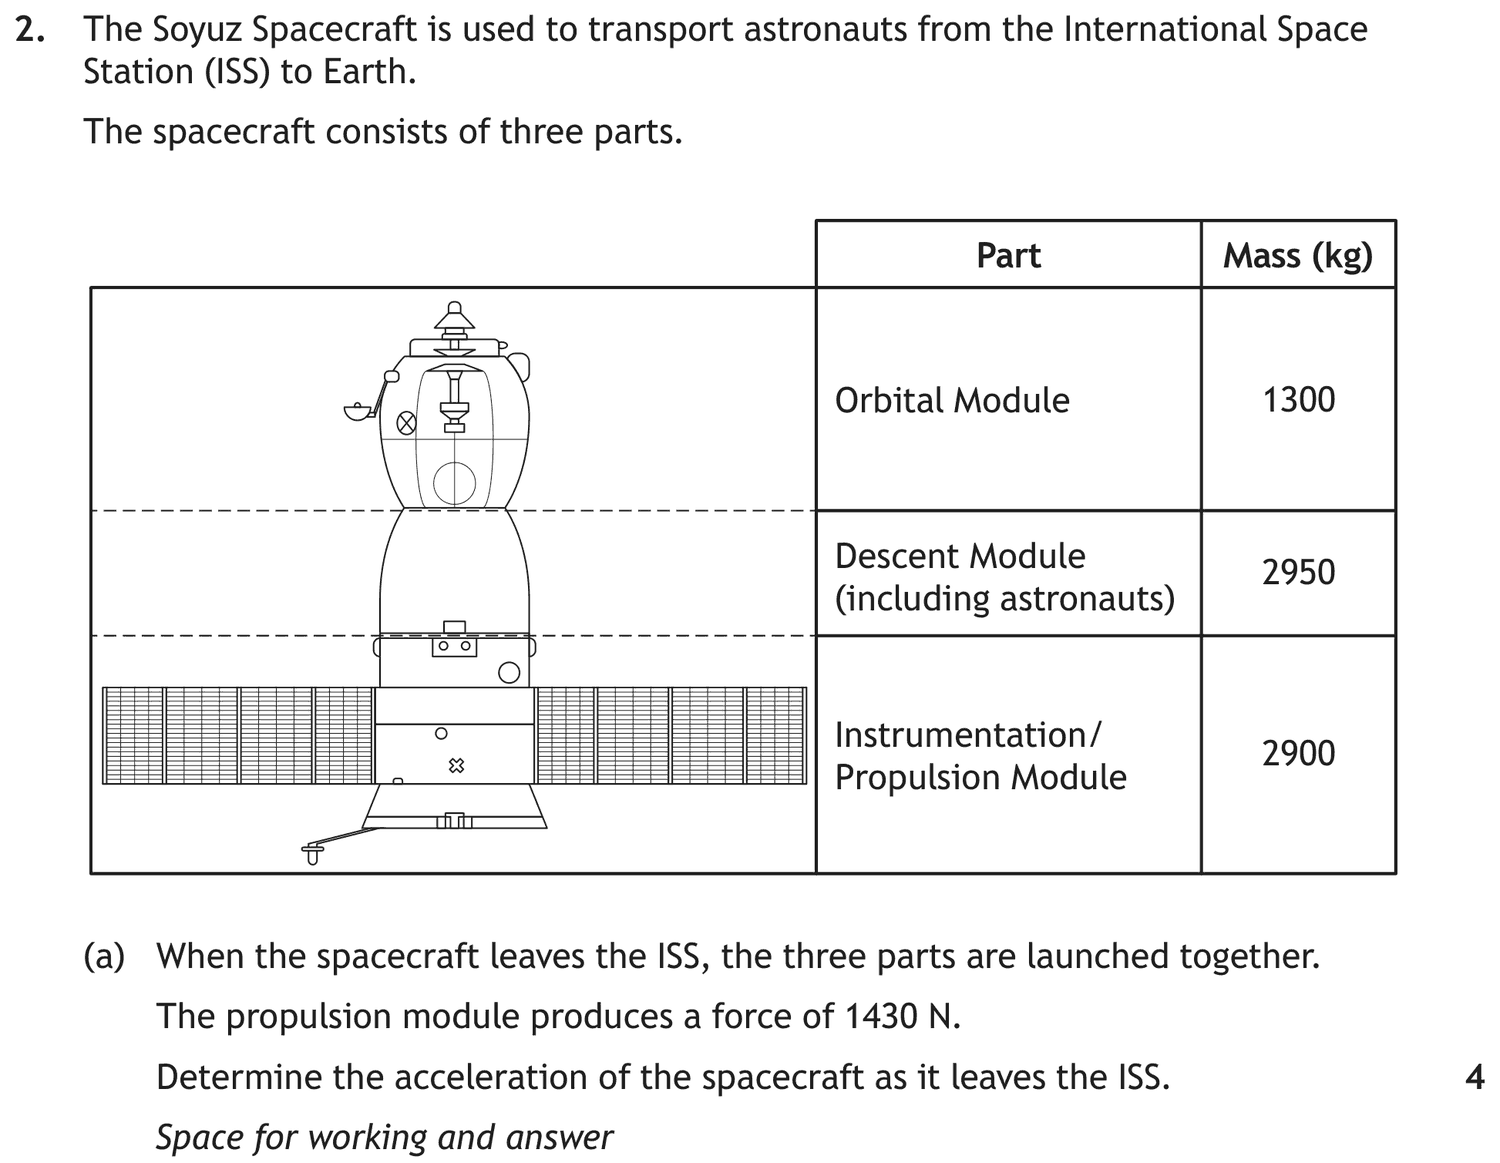 2. The Soyuz Spacecraft is used to transport astronauts from the International Space
Station (ISS) to Earth.
The spacecraft consists of three parts.
Part Mass (kg)
Orbital Module 1300
Descent Module
(including astronauts) 2950
Instrumentation/
Propulsion Module 2900
(a) When the spacecraft leaves the ISS, the three parts are launched together.
The propulsion module produces a force of 1430 N.
Determine the acceleration of the spacecraft as it leaves the ISS. 4
Space for working and answer